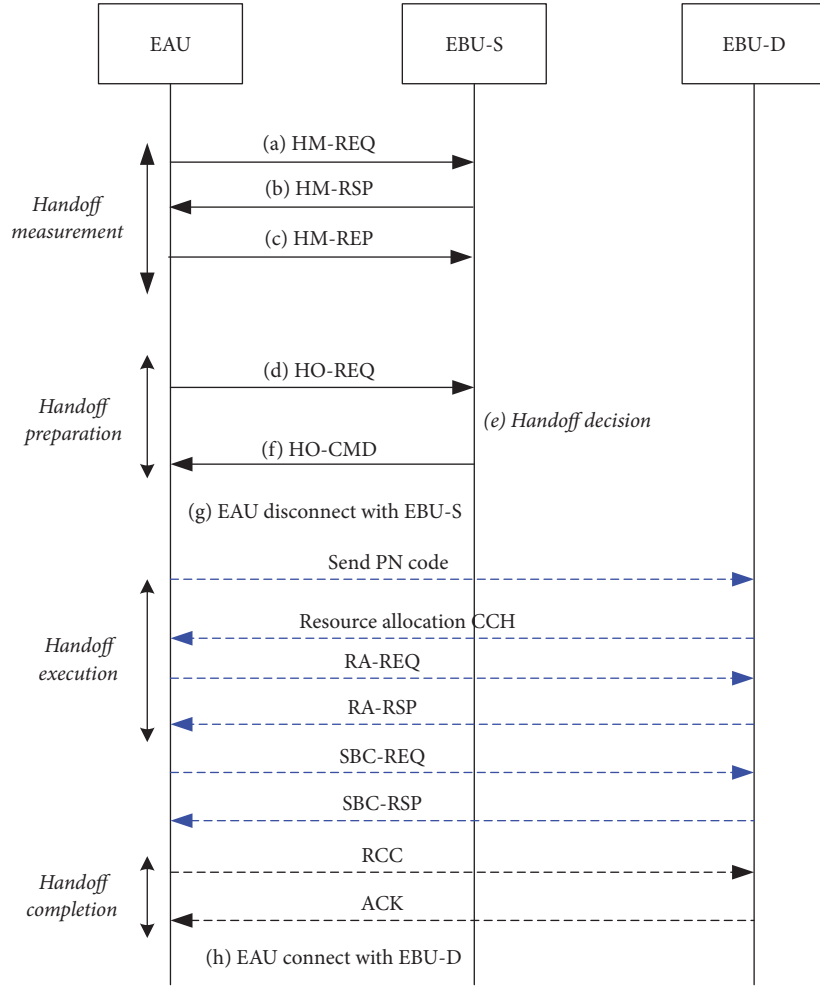 EAU
EBU-S
EBU-D
(a) HM-REQ
(b) HM-RSP
Handoff
measurement
(c) HM-REP
(d) HO-REQ
Handoff
preparation
(e) Handoff decision
(f) HO-CMD
(g) EAU disconnect with EBU-S
Send PN code
Resource allocation CCH
Handoff
execution
RA-REQ
RA-RSP
SBC-REQ
SBC-RSP
RCC
Handoff
completion
ACK
(h) EAU connect with EBU-D